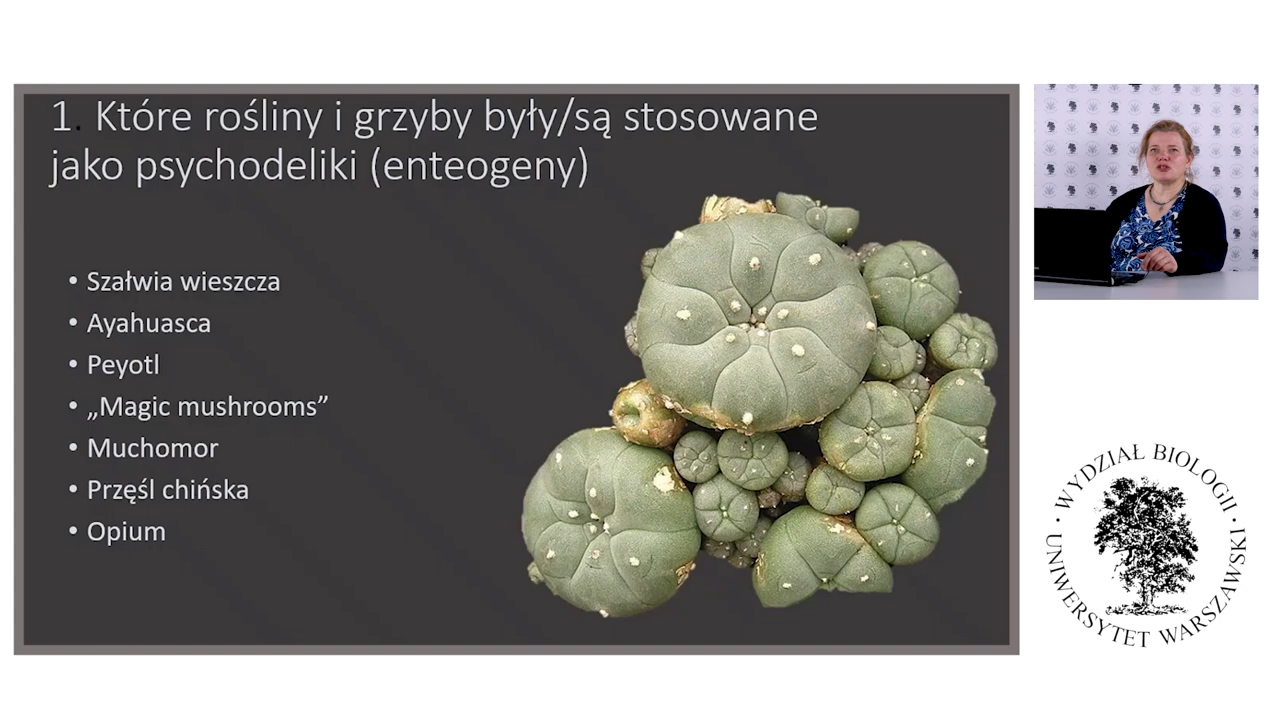 1. Które rośliny i grzyby były/są stosowane
jako psychodeliki (enteogeny)
• Szałwia wieszcza
• Ayahuasca
• Peyotl
• „Magic mushrooms”
• Muchomor
• Przęśl chińska
• Opium
• WYDZIAŁ BIOLOGII •
UNIWERSYTET WARSZAWSKI